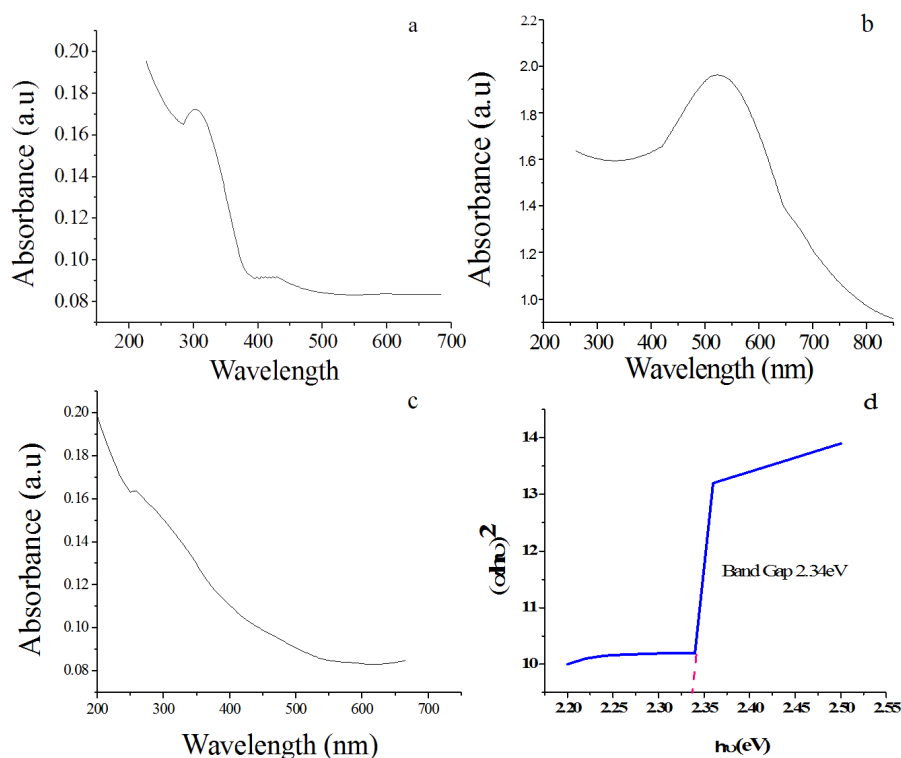 a
Absorbance (a.u)
0.20
0.18
0.16
0.14
0.12
0.10
0.08
200 300 400 500 600 700
Wavelength
b
Absorbance (a.u)
2.2
2.0
1.8
1.6
1.4
1.2
1.0
200 300 400 500 600 700 800
Wavelength (nm)
c
Absorbance (a.u)
0.20
0.18
0.16
0.14
0.12
0.10
0.08
200 300 400 500 600 700
Wavelength (nm)
d
(αhυ)2
14
13
12
11
10
Band Gap 2.34eV
2.20 2.25 2.30 2.35 2.40 2.45 2.50 2.55
hυ(eV)